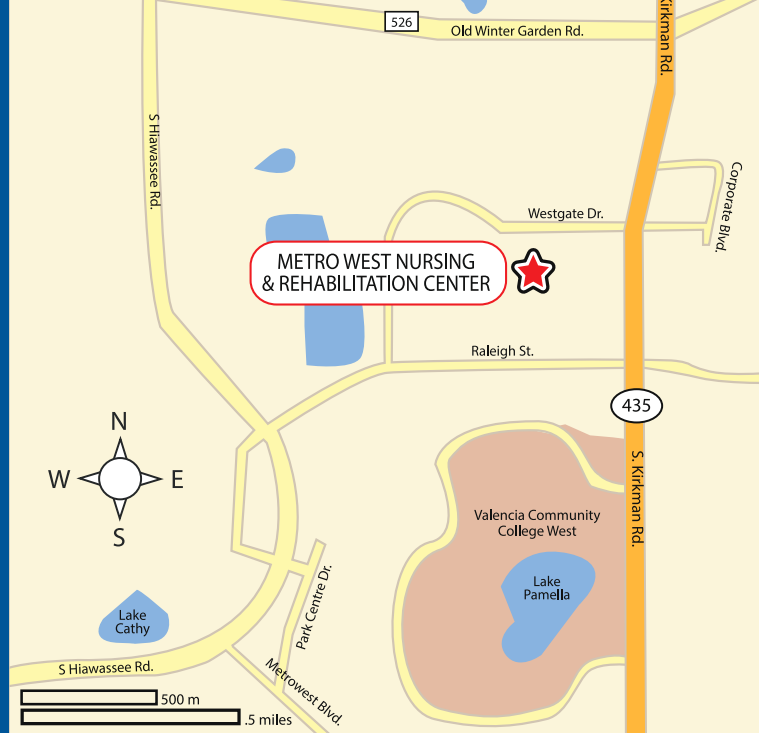 526
Old Winter Garden Rd.
Kirkman Rd.
S Hiawassee Rd.
Corporate Blvd.
Westgate Dr.
METRO WEST NURSING
& REHABILITATION CENTER
Raleigh St.
435
N
W
E
S
S. Kirkman Rd.
Valencia Community
College West
Lake
Pamella
Park Centre Dr.
Lake
Cathy
S Hiawassee Rd.
Metrowest Blvd.
500 m
.5 miles